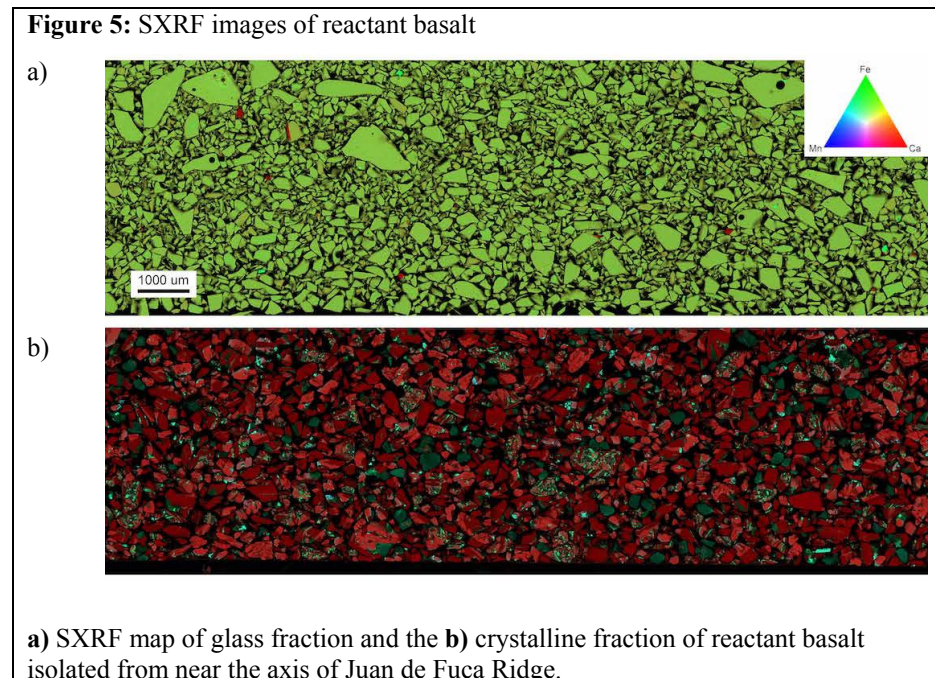 Figure 5: SXRF images of reactant basalt
a)
Fe
Mn
Ca
1000 um
b)
a) SXRF map of glass fraction and the b) crystalline fraction of reactant basalt
isolated from near the axis of Juan de Fuca Ridge.